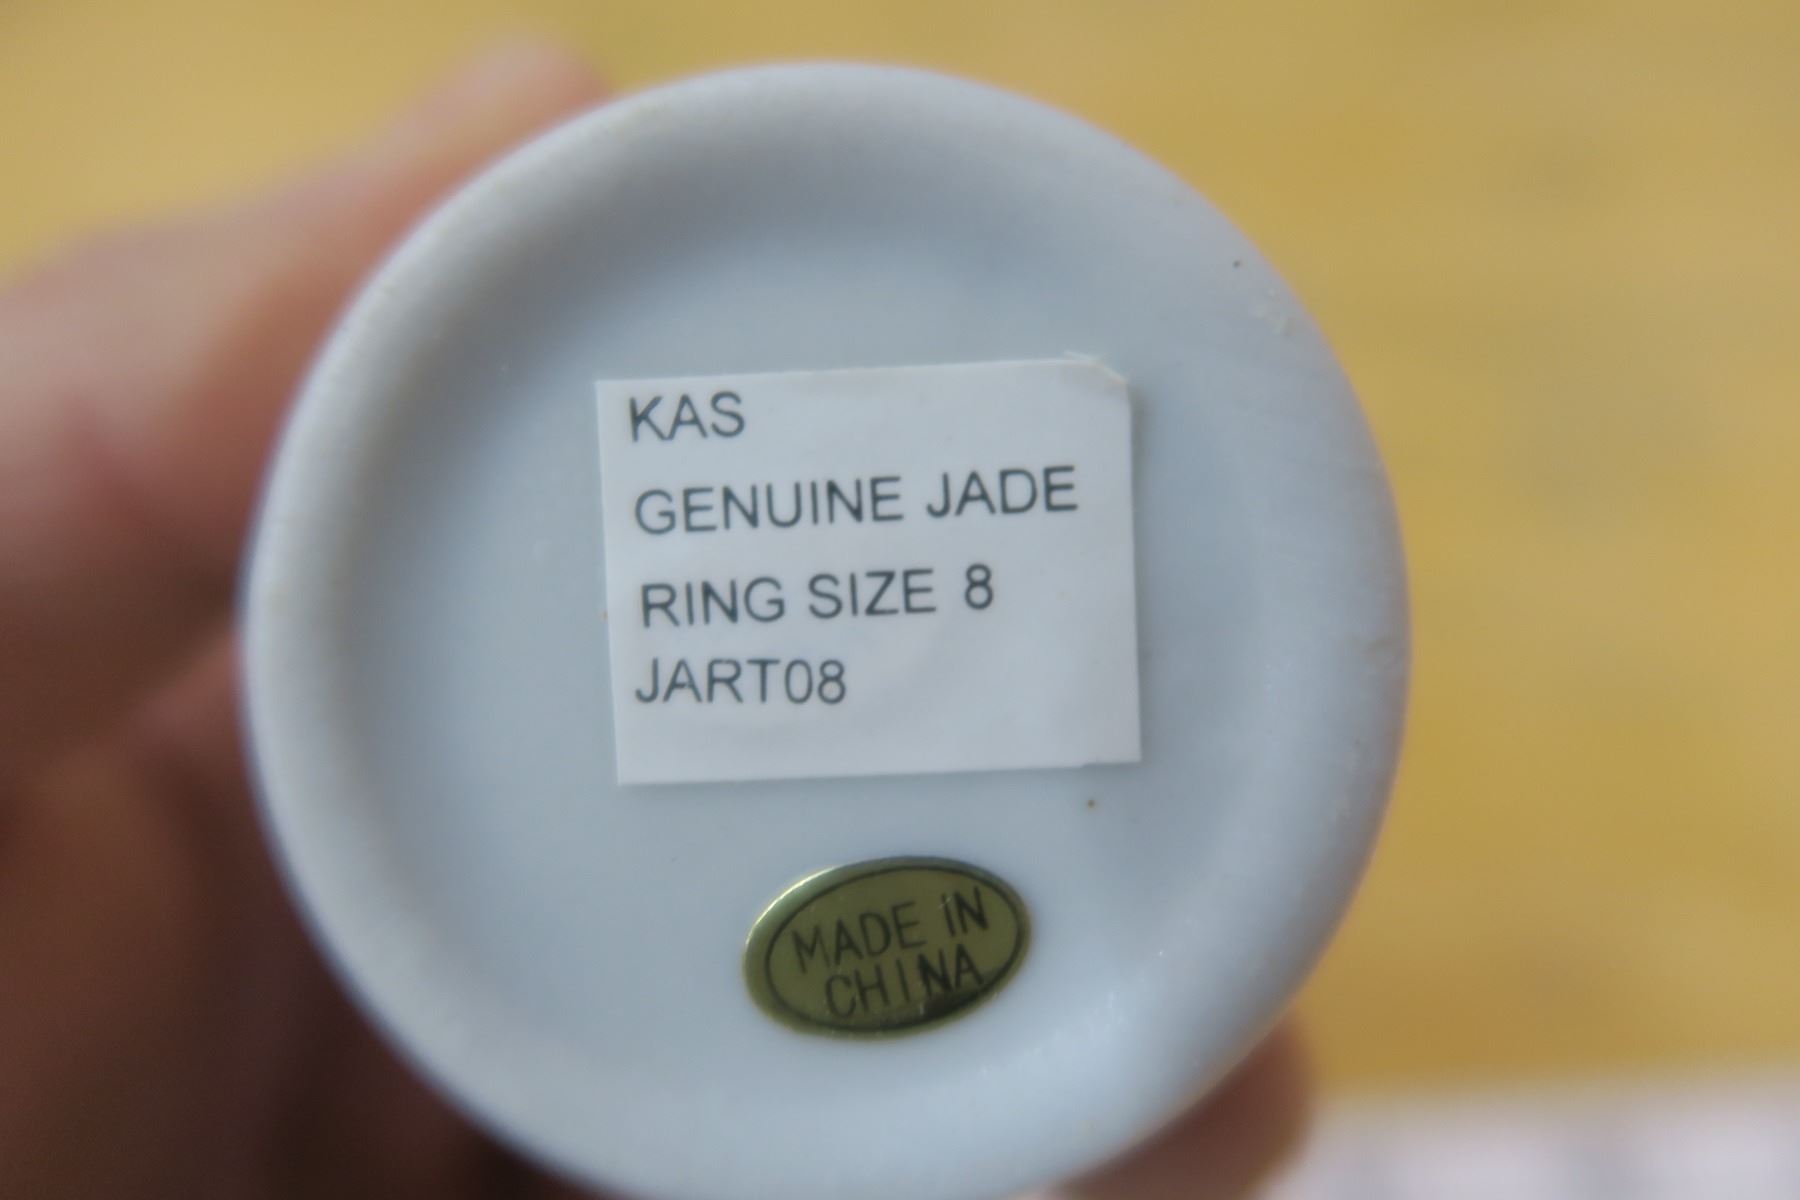 KAS
GENUINE JADE
RING SIZE 8
JART08
MADE IN
CHINA